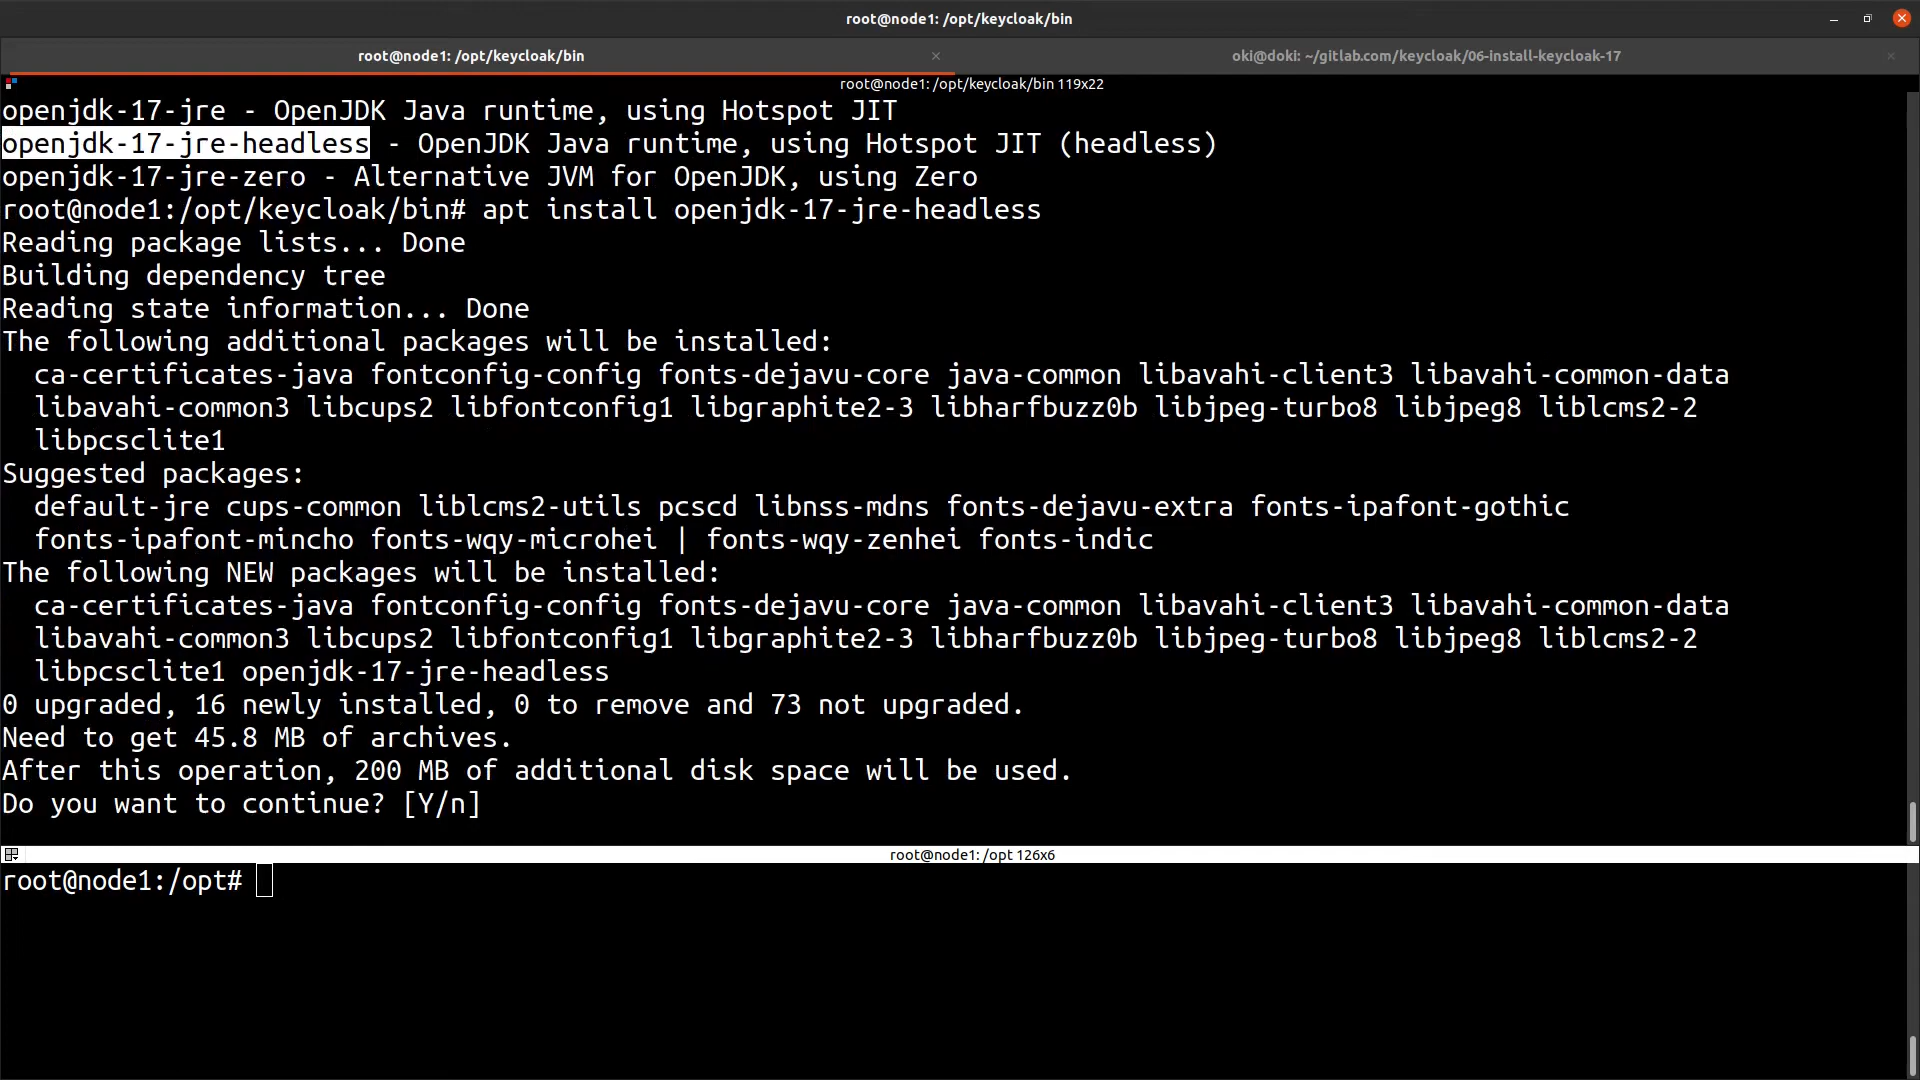 root@node1: /opt/keycloak/bin
root@node1: /opt/keycloak/bin
oki@doki: ~/gitlab.com/keycloak/06-install-keycloak-17
root@node1: /opt/keycloak/bin 119x22
openjdk-17-jre - OpenJDK Java runtime, using Hotspot JIT
openjdk-17-jre-headless - OpenJDK Java runtime, using Hotspot JIT (headless)
openjdk-17-jre-zero - Alternative JVM for OpenJDK, using Zero
root@node1:/opt/keycloak/bin# apt install openjdk-17-jre-headless
Reading package lists... Done
Building dependency tree
Reading state information... Done
The following additional packages will be installed:
  ca-certificates-java fontconfig-config fonts-dejavu-core java-common libavahi-client3 libavahi-common-data
  libavahi-common3 libcups2 libfontconfig1 libgraphite2-3 libharfbuzz0b libjpeg-turbo8 libjpeg8 liblcms2-2
  libpcsclite1
Suggested packages:
  default-jre cups-common liblcms2-utils pcscd libnss-mdns fonts-dejavu-extra fonts-ipafont-gothic
  fonts-ipafont-mincho fonts-wqy-microhei | fonts-wqy-zenhei fonts-indic
The following NEW packages will be installed:
  ca-certificates-java fontconfig-config fonts-dejavu-core java-common libavahi-client3 libavahi-common-data
  libavahi-common3 libcups2 libfontconfig1 libgraphite2-3 libharfbuzz0b libjpeg-turbo8 libjpeg8 liblcms2-2
  libpcsclite1 openjdk-17-jre-headless
0 upgraded, 16 newly installed, 0 to remove and 73 not upgraded.
Need to get 45.8 MB of archives.
After this operation, 200 MB of additional disk space will be used.
Do you want to continue? [Y/n]
root@node1: /opt 126x6
root@node1:/opt#